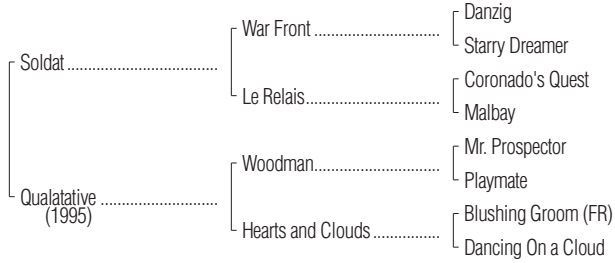 Danzig
War Front
Starry Dreamer
Soldat
Coronado's Quest
Le Relais
Malbay
Mr. Prospector
Woodman
Playmate
Qualatative
(1995)
Blushing Groom (FR)
Hearts and Clouds
Dancing On a Cloud